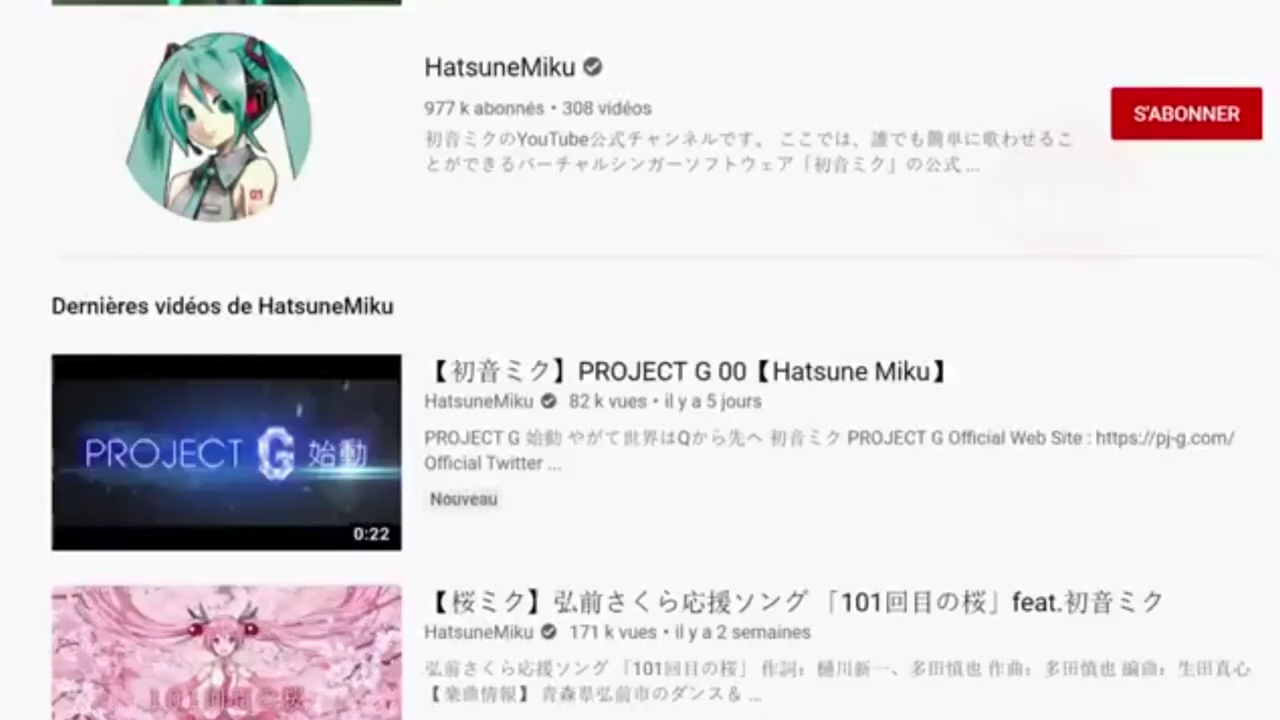 HatsuneMiku
977 k abonnés • 308 vidéos
S'ABONNER
初音ミクのYouTube公式チャンネルです。 ここでは、誰でも簡単に歌わせるこ
とができるバーチャルシンガーソフトウェア「初音ミク」の公式 ...
01
Dernières vidéos de HatsuneMiku
【初音ミク】PROJECT G 00【Hatsune Miku】
HatsuneMiku 82 k vues • il y a 5 jours
PROJECT G 始動 やがて世界はQから先へ 初音ミク PROJECT G Official Web Site : https://pj-g.com/
Official Twitter ...
Nouveau
PROJECT G 始動
0:22
【桜ミク】弘前さくら応援ソング 「101回目の桜」feat.初音ミク
HatsuneMiku 171 k vues • il y a 2 semaines
弘前さくら応援ソング 「101回目の桜」 作詞：樋川新一、多田慎也 作曲：多田慎也 編曲：生田真心
【楽曲情報】 青森県弘前市のダンス＆ ...
101回目の桜